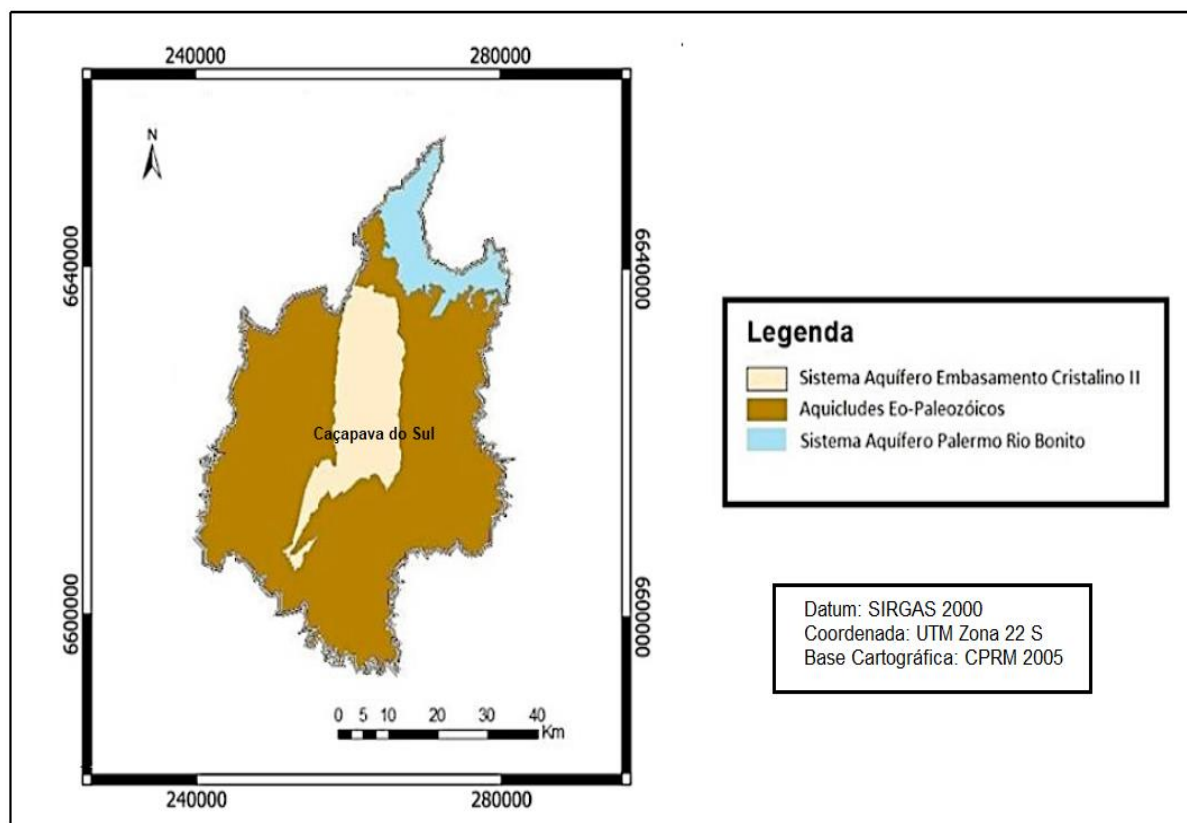 240000 280000
N
6640000 6640000
Caçapava do Sul
6600000 6600000
0 5 10 20 30 40
Km
240000 280000
Legenda
Sistema Aquífero Embasamento Cristalino II
Aquicludes Eo-Paleozóicos
Sistema Aquífero Palermo Rio Bonito
Datum: SIRGAS 2000
Coordenada: UTM Zona 22 S
Base Cartográfica: CPRM 2005